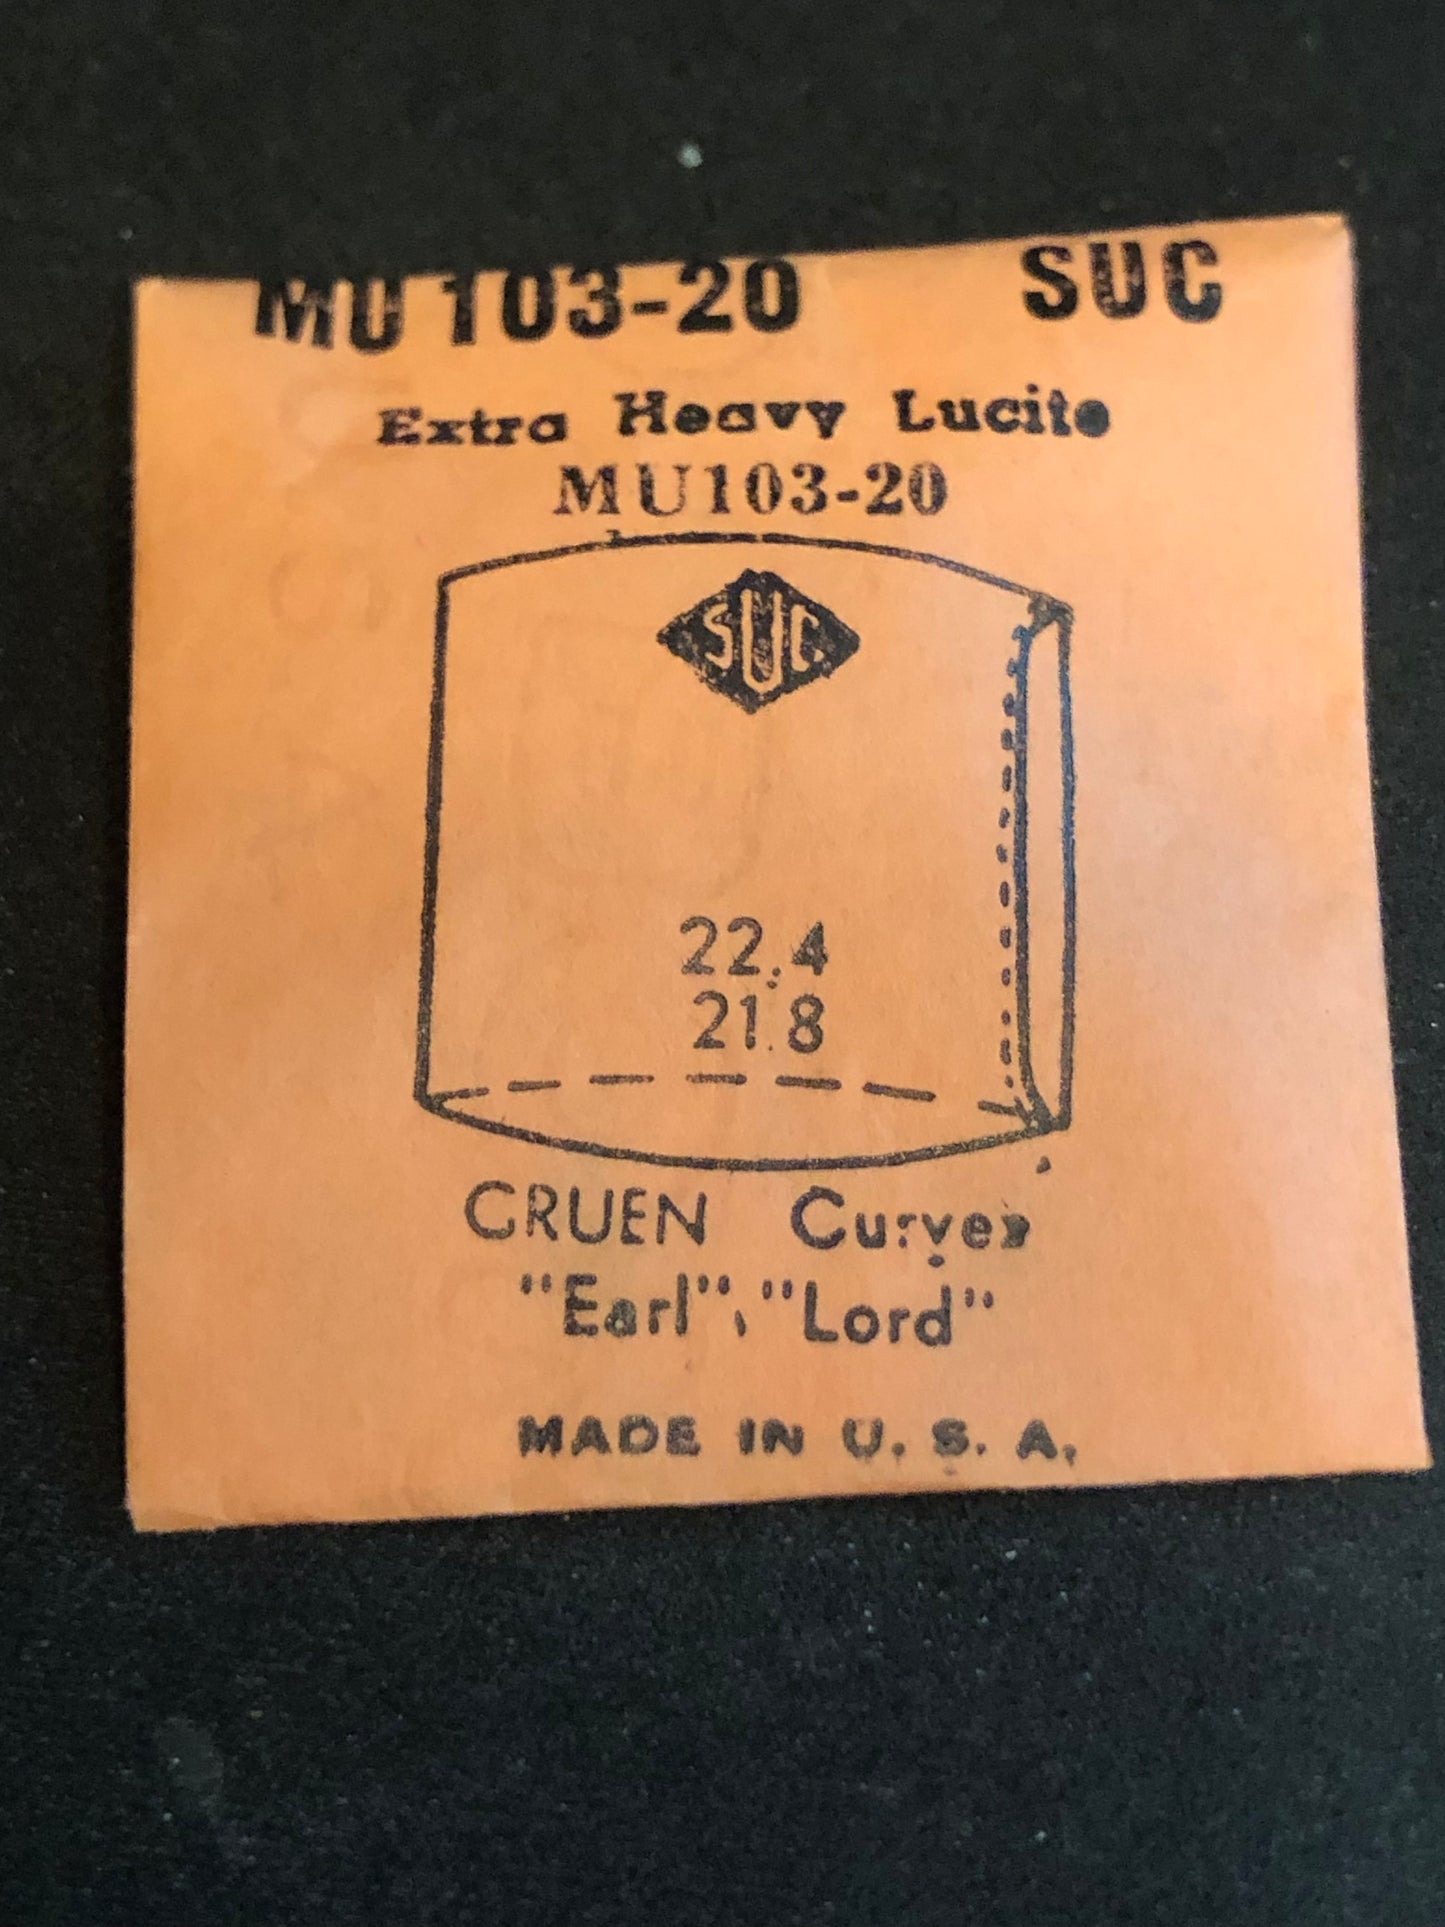 MU 103-20 SUC
Extra Heavy Lucite
MU103-20
SUC
22.4
21.8
GRUEN Curvex
"Earl", "Lord"
MADE IN U. S. A.